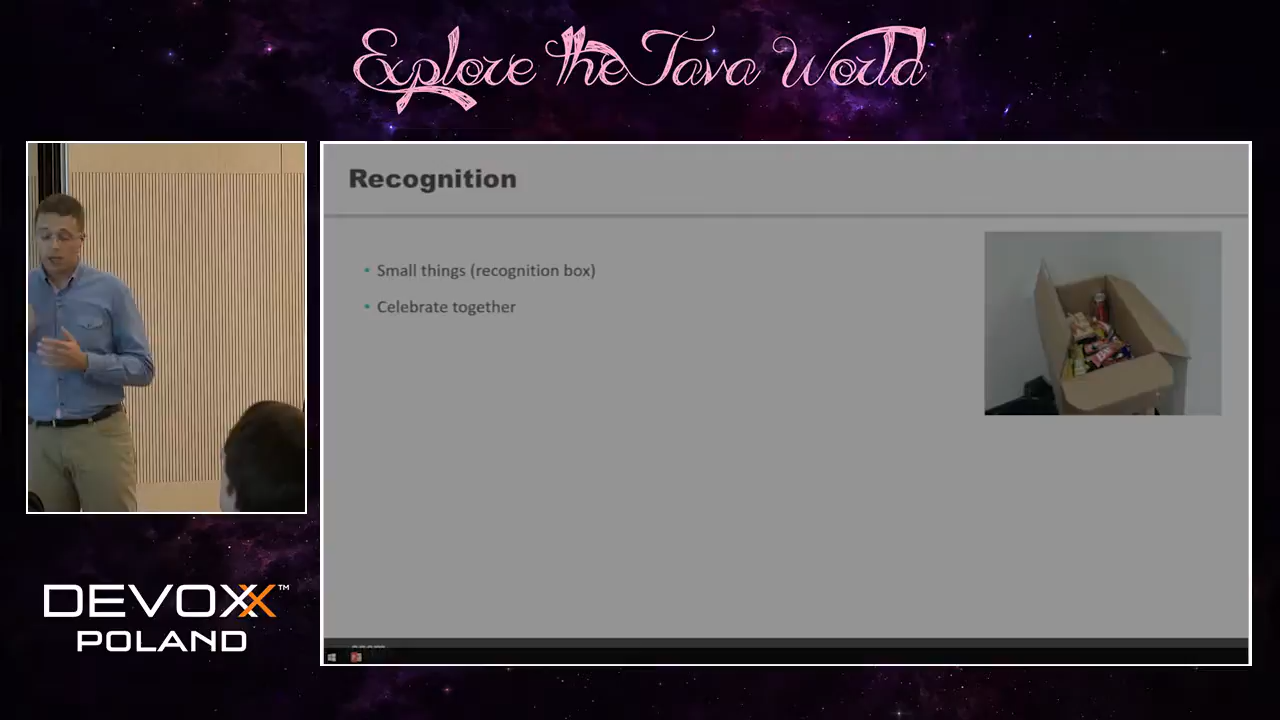 Explore the Java World
Recognition
• Small things (recognition box)
• Celebrate together
DEVOXX™
POLAND